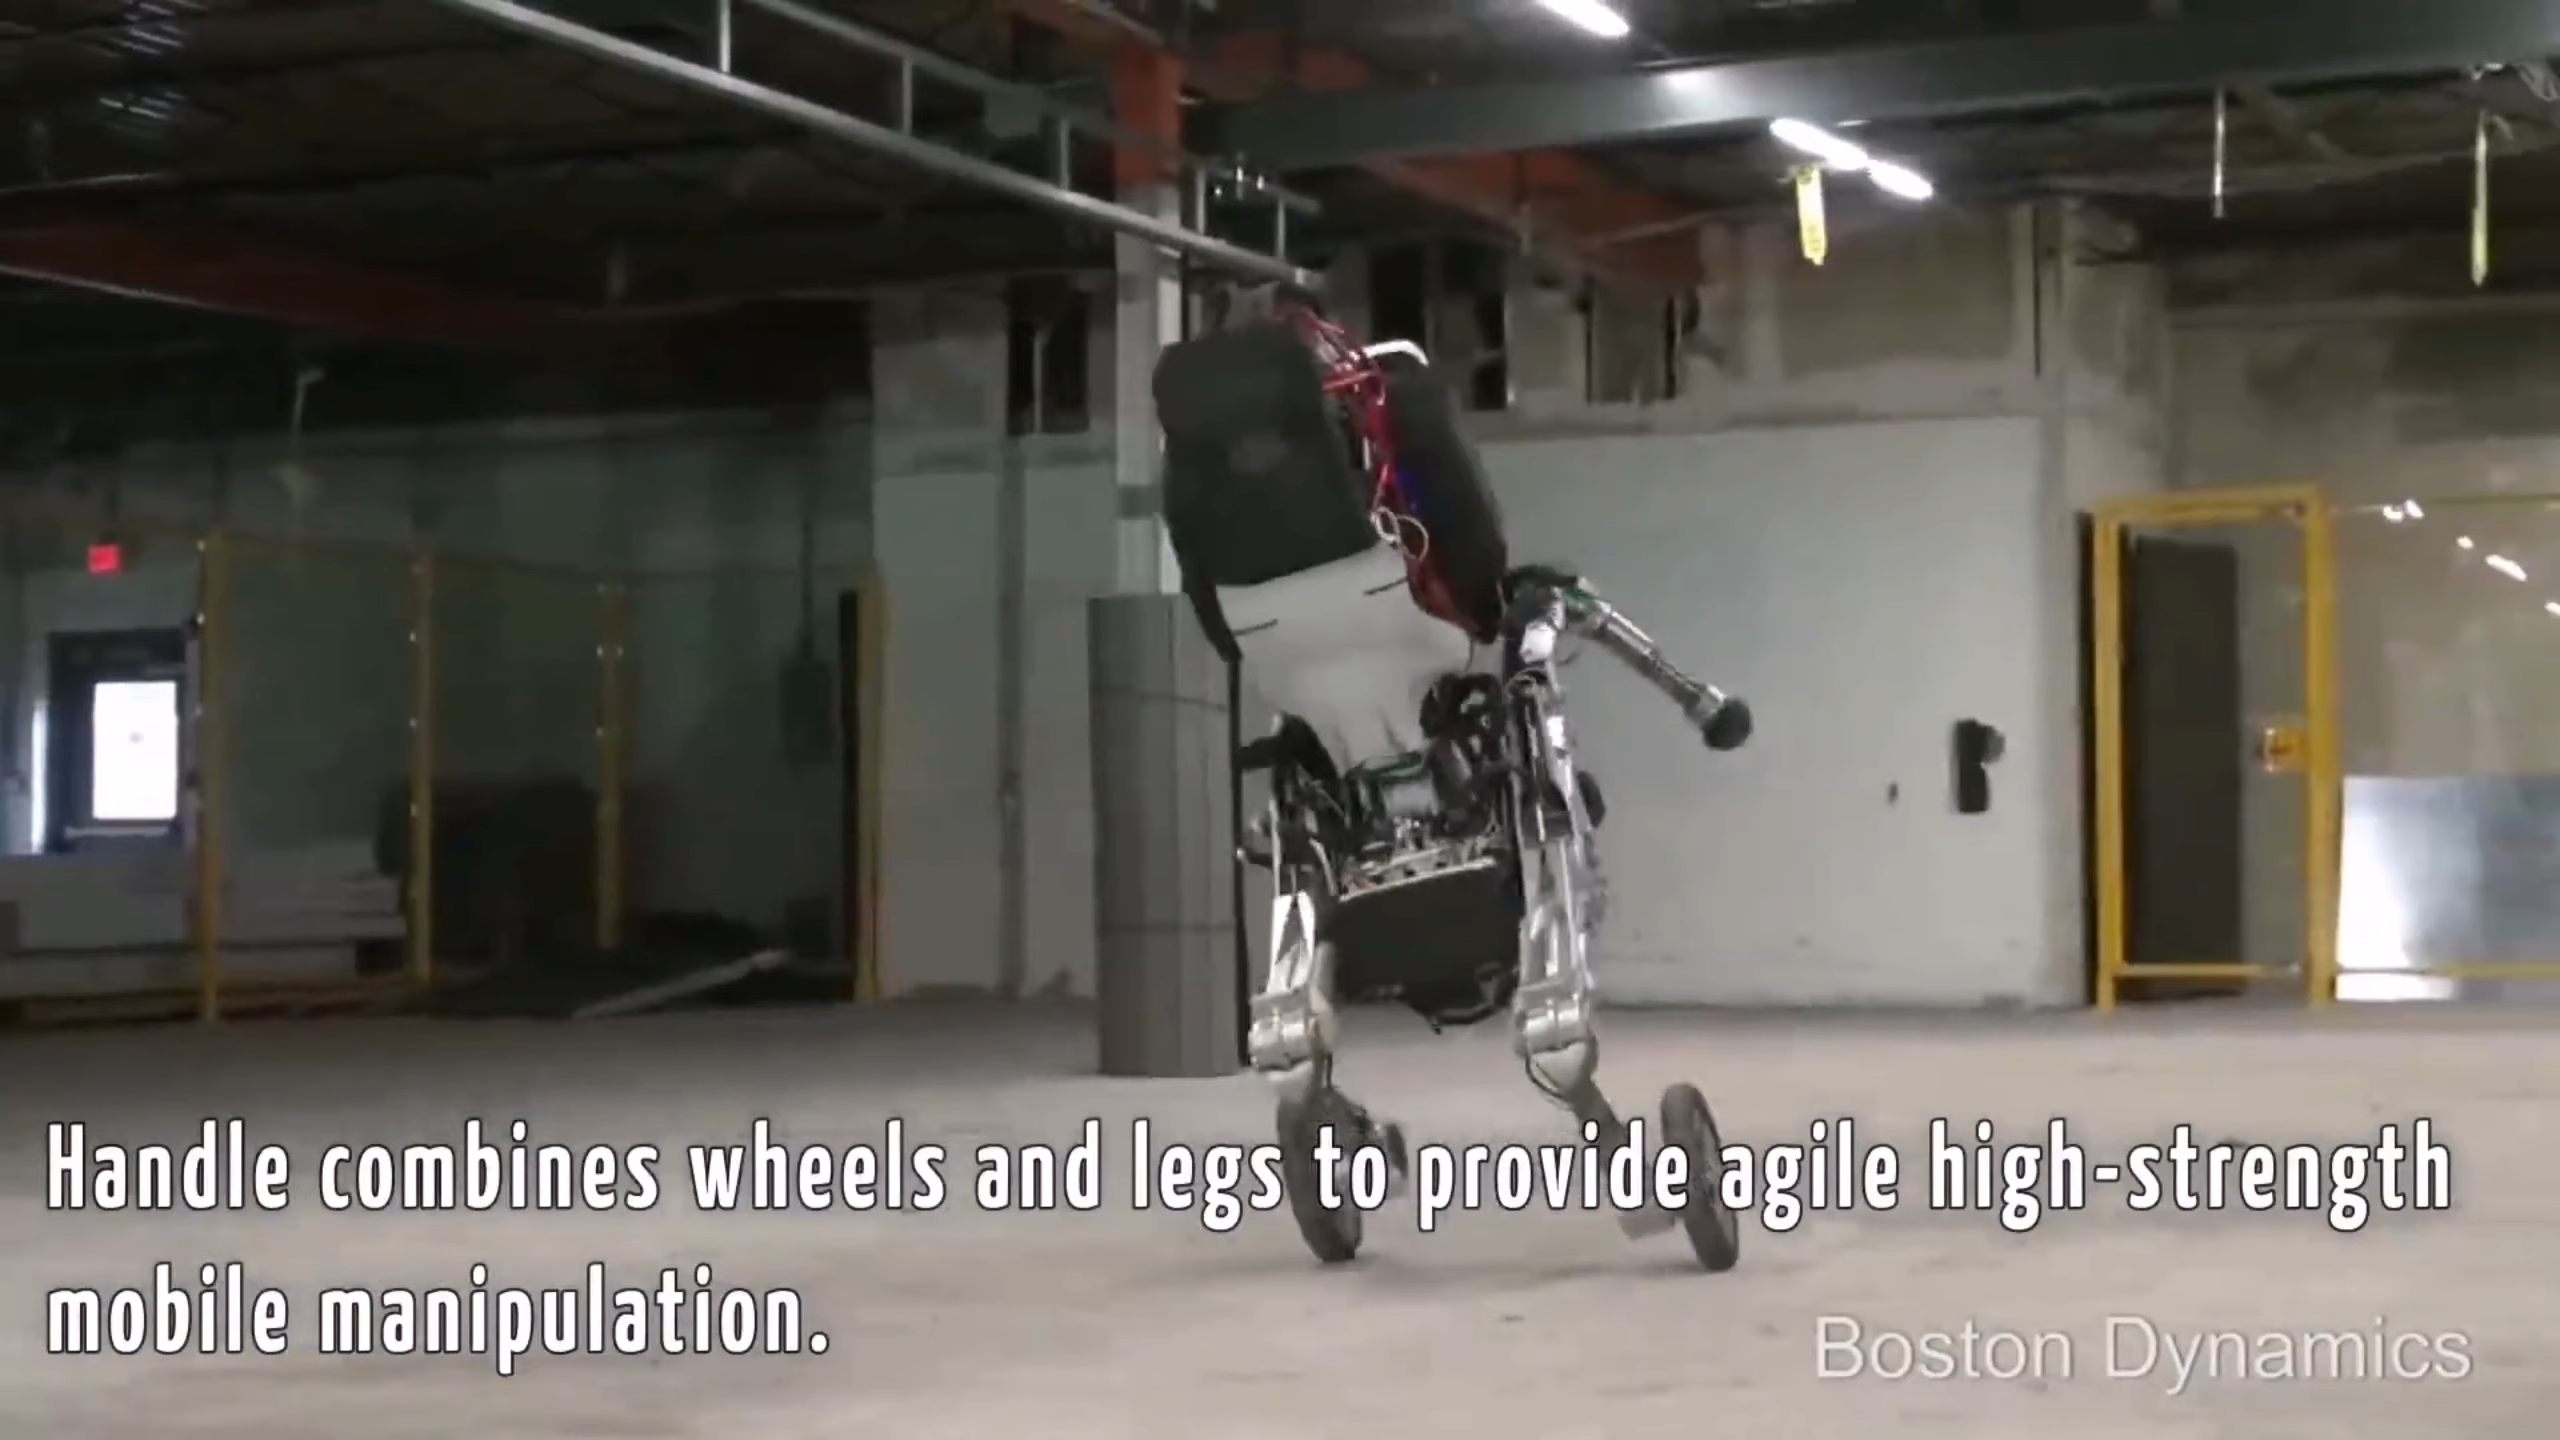 Handle combines wheels and legs to provide agile high-strength
mobile manipulation.
Boston Dynamics